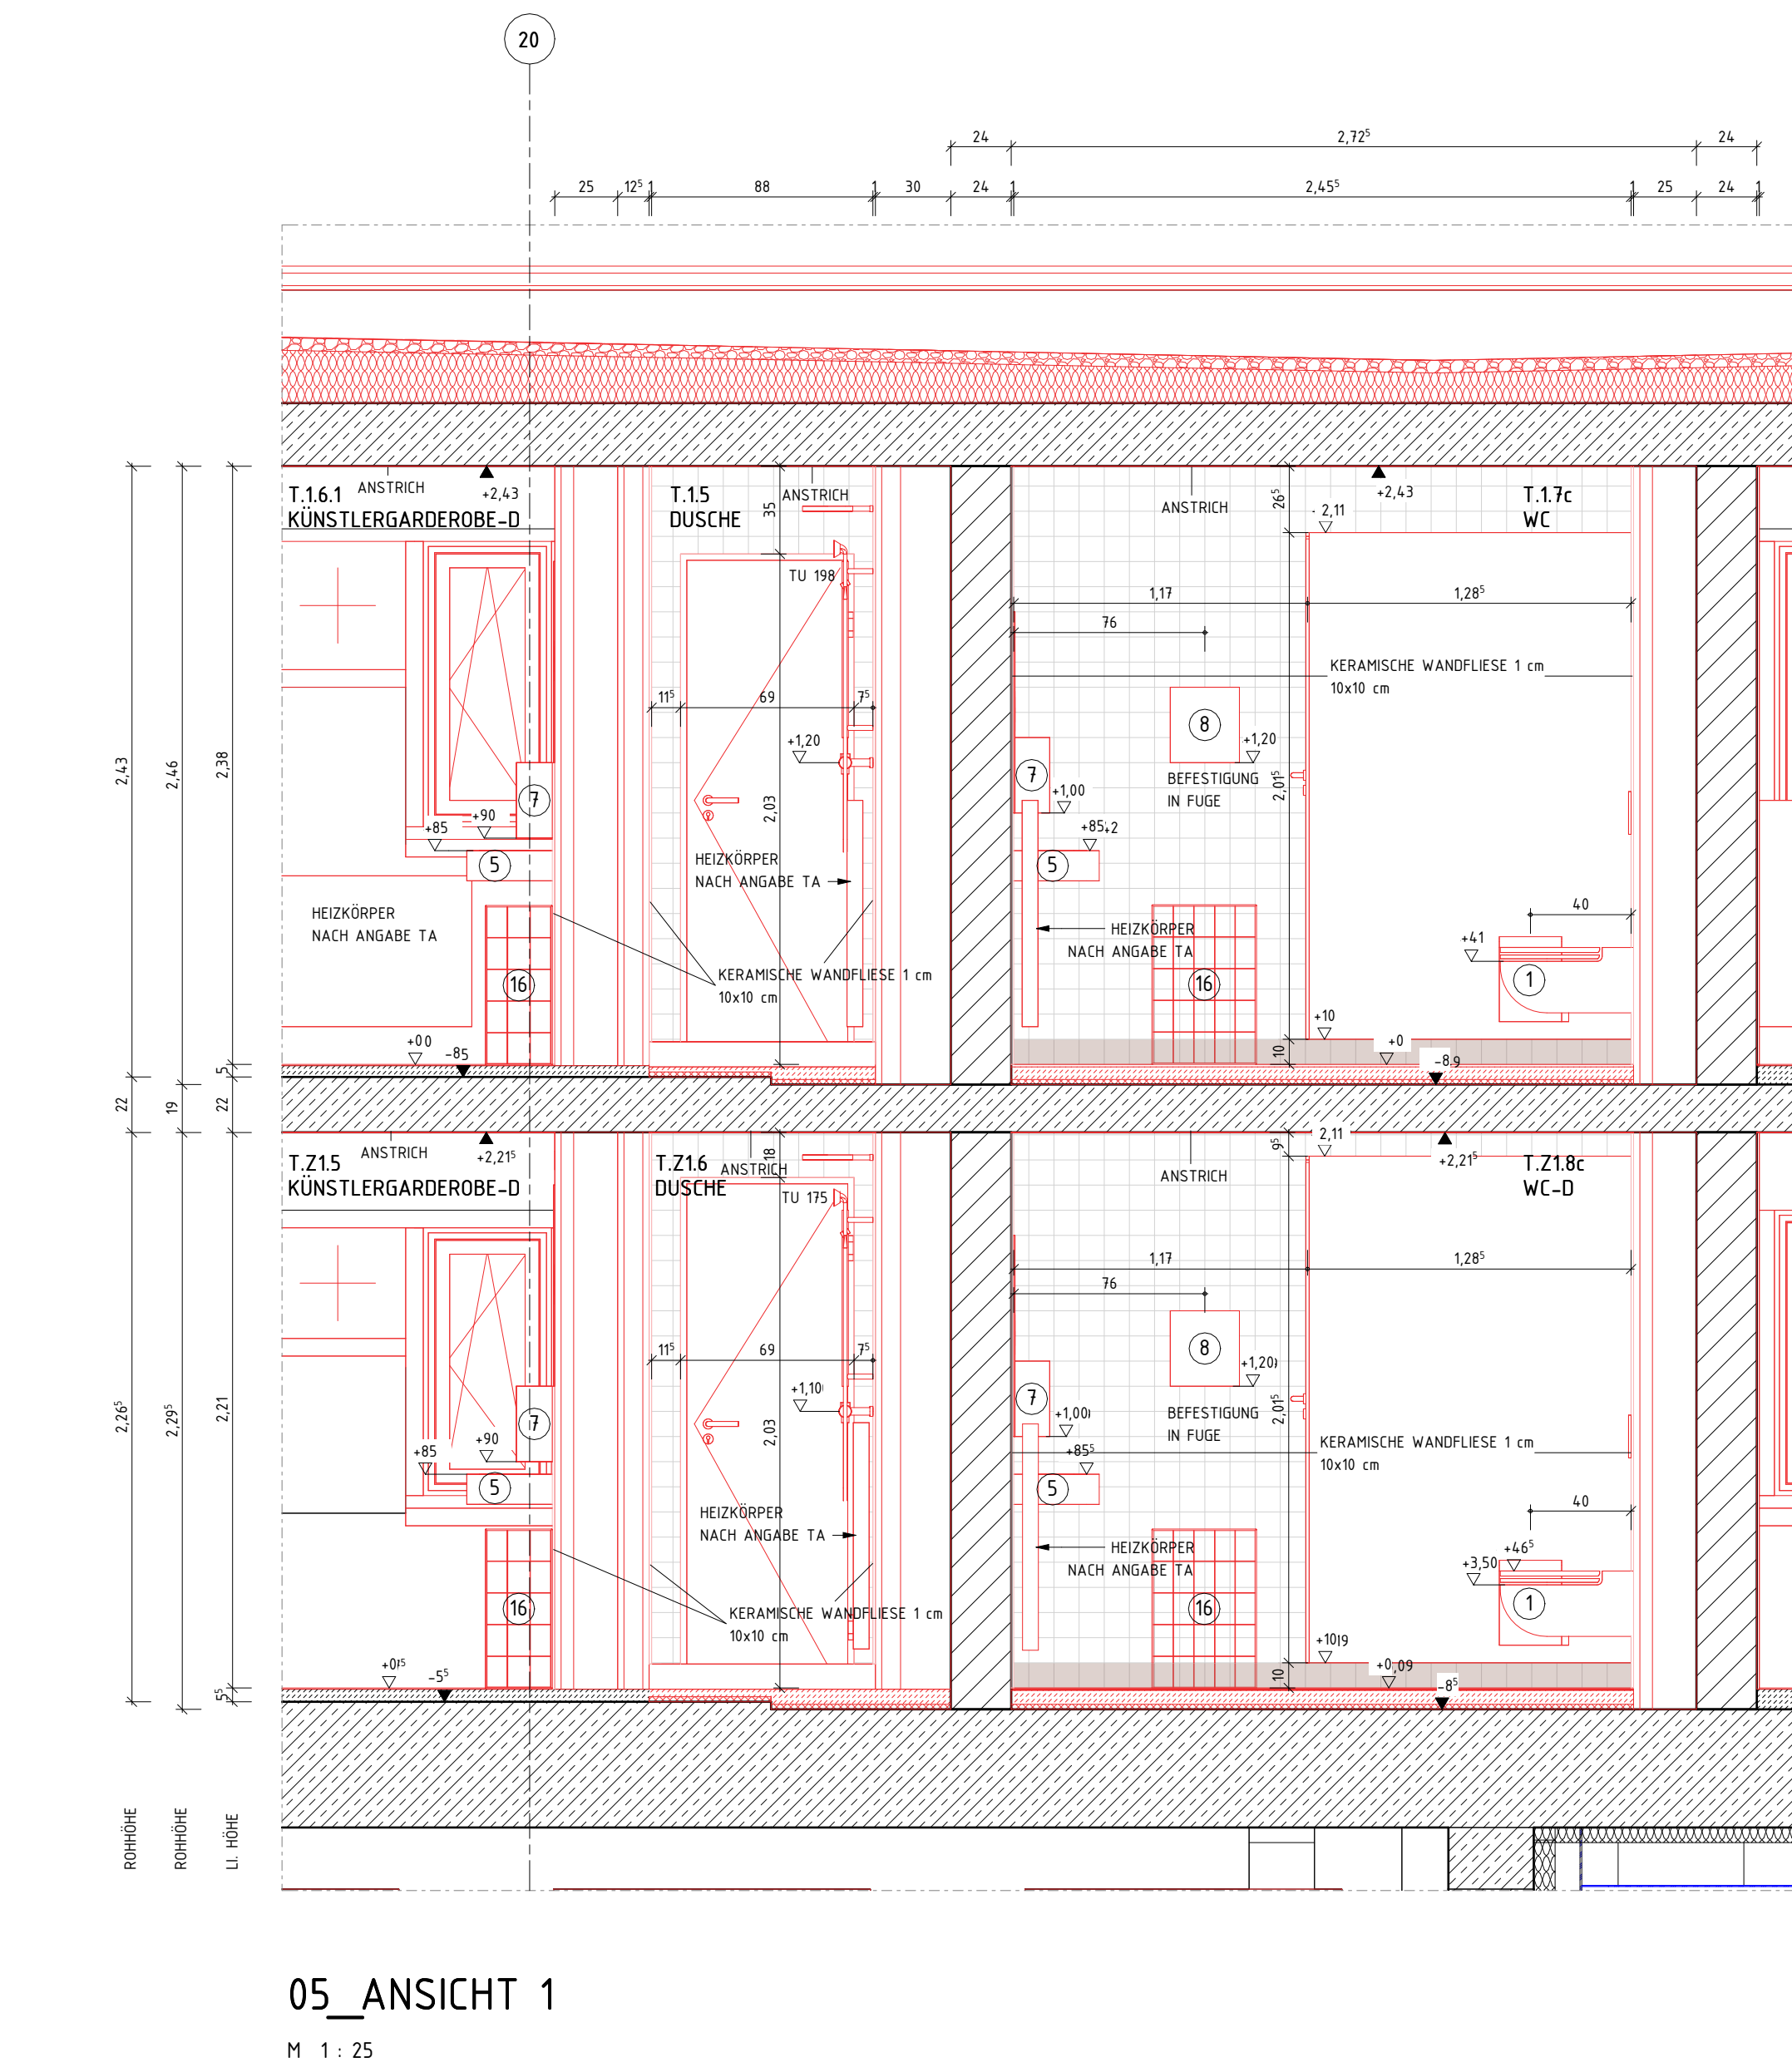 20
24 2,72⁵ 24
25 12⁵ 1 88 1 30 24 1 2,45⁵ 1 25 24 1
T.1.6.1
KÜNSTLERGARDEROBE-D
ANSTRICH
+2,43
T.1.5
DUSCHE
ANSTRICH
35
TU 198
ANSTRICH
26⁵
2,11
+2,43
T.1.7c
WC
1,17 1,28⁵
76
KERAMISCHE WANDFLIESE 1 cm
10x10 cm
11⁵ 69 7⁵
8
+1,20
+1,20
BEFESTIGUNG
IN FUGE
7
7
+1,00
2,43
2,46
2,38
2,03
2,01⁵
+90
+85
+85
5
5
HEIZKÖRPER
NACH ANGABE TA
HEIZKÖRPER
NACH ANGABE TA
HEIZKÖRPER
NACH ANGABE TA
40
+41
1
KERAMISCHE WANDFLIESE 1 cm
10x10 cm
16
16
+10
+0
10
-8,9
+0 0
-85
5
22
19
22
T.Z1.5
KÜNSTLERGARDEROBE-D
ANSTRICH
+2,21⁵
T.Z1.6
DUSCHE
ANSTRICH
18
TU 175
ANSTRICH
9⁵
2,11
+2,21⁵
T.Z1.8c
WC-D
1,17 1,28⁵
76
11⁵ 69 7⁵
8
+1,20
+1,10
BEFESTIGUNG
IN FUGE
7
7
+1,00
2,26⁵
2,29⁵
2,21
2,03
2,01⁵
KERAMISCHE WANDFLIESE 1 cm
10x10 cm
+90
+85
+85⁵
5
5
HEIZKÖRPER
NACH ANGABE TA
HEIZKÖRPER
NACH ANGABE TA
40
+46⁵
+3,50
1
KERAMISCHE WANDFLIESE 1 cm
10x10 cm
16
16
+10
10
-5⁵
-8⁵
5⁵
ROHHÖHE
ROHHÖHE
LI. HÖHE
05_ANSICHT 1
M 1 : 25